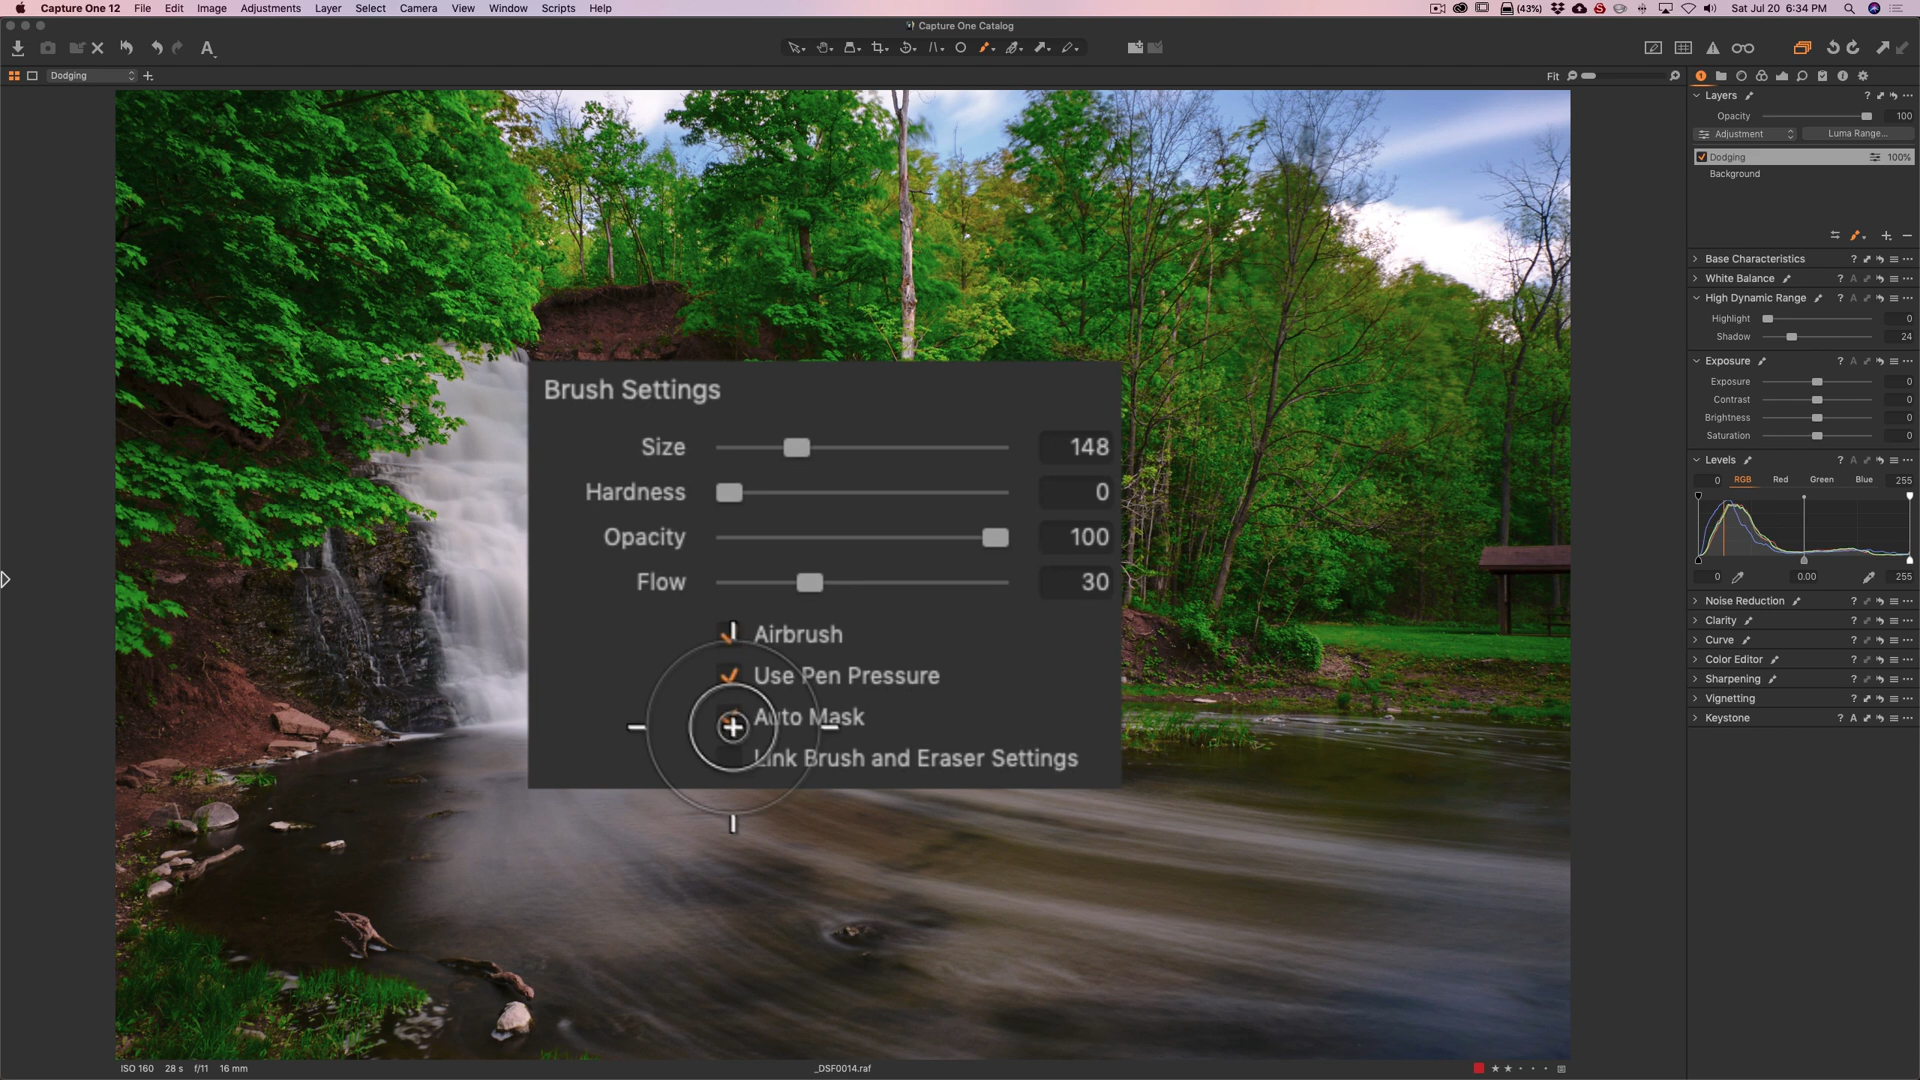 Capture One 12 File Edit Image Adjustments Layer Select Camera View Window Scripts Help (43%) Sat Jul 20 6:34 PM
Capture One Catalog
A
Dodging Fit
Layers ?
Opacity 100
Adjustment Luma Range...
Dodging 100%
Background
Base Characteristics ?
White Balance ? A
High Dynamic Range ? A
Highlight 0
Shadow 24
Exposure ? A
Exposure 0
Contrast 0
Brightness 0
Saturation 0
Levels ? A
0 RGB Red Green Blue 255
0 0.00 255
Noise Reduction ?
Clarity ?
Curve ?
Color Editor ?
Sharpening ?
Vignetting ?
Keystone ? A
Brush Settings
Size 148
Hardness 0
Opacity 100
Flow 30
Airbrush
Use Pen Pressure
Auto Mask
Link Brush and Eraser Settings
ISO 160 28 s f/11 16 mm _DSF0014.raf